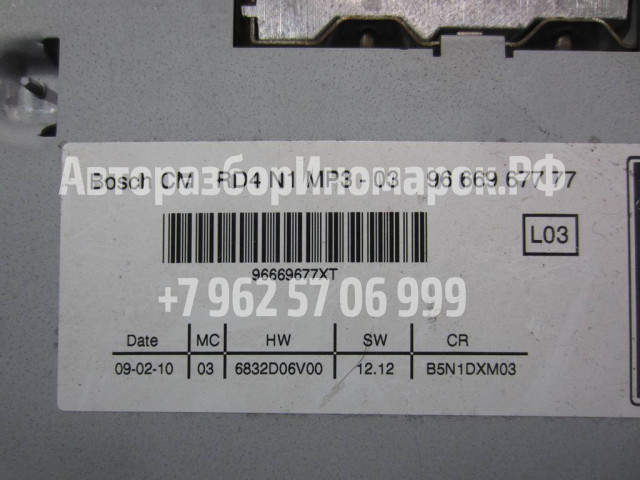 Bosch CM RD4 N1 MP3 - 03 96 669 677 77
АвторазборИномарок.РФ
L03
96669677XT
+7 962 57 06 999
Date MC HW SW CR
09-02-10 03 6832D06V00 12.12 B5N1DXM03